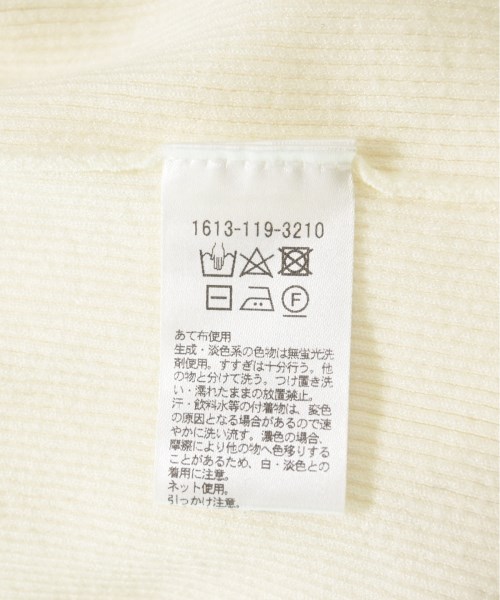 1613-119-3210
F
あて布使用
生成・淡色系の色物は無蛍光洗
剤使用。すすぎは十分行う。他
の物と分けて洗う。つけ置き洗
い・濡れたままの放置禁止。
汗・飲料水等の付着物は、変色
の原因となる場合があるので速
やかに洗い流す。濃色の場合、
摩擦により他の物へ色移りする
ことがあるため、白・淡色との
着用に注意。
ネット使用。
引っかけ注意。